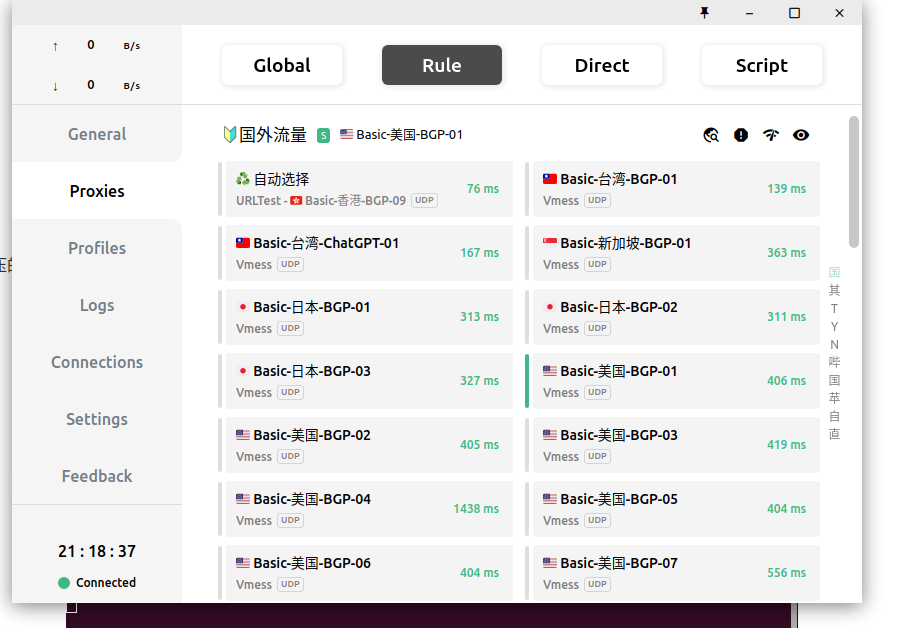 ↑ 0 B/s
↓ 0 B/s
General
Proxies
Profiles
Logs
Connections
Settings
Feedback
21 : 18 : 37
Connected
Global Rule Direct Script
国外流量 S Basic-美国-BGP-01
自动选择
URLTest - Basic-香港-BGP-09 UDP
76 ms
Basic-台湾-BGP-01
Vmess UDP
139 ms
Basic-台湾-ChatGPT-01
Vmess UDP
167 ms
Basic-新加坡-BGP-01
Vmess UDP
363 ms
Basic-日本-BGP-01
Vmess UDP
313 ms
Basic-日本-BGP-02
Vmess UDP
311 ms
Basic-日本-BGP-03
Vmess UDP
327 ms
Basic-美国-BGP-01
Vmess UDP
406 ms
Basic-美国-BGP-02
Vmess UDP
405 ms
Basic-美国-BGP-03
Vmess UDP
419 ms
Basic-美国-BGP-04
Vmess UDP
1438 ms
Basic-美国-BGP-05
Vmess UDP
404 ms
Basic-美国-BGP-06
Vmess UDP
404 ms
Basic-美国-BGP-07
Vmess UDP
556 ms
国
其
T
Y
N
哔
国
苹
自
直